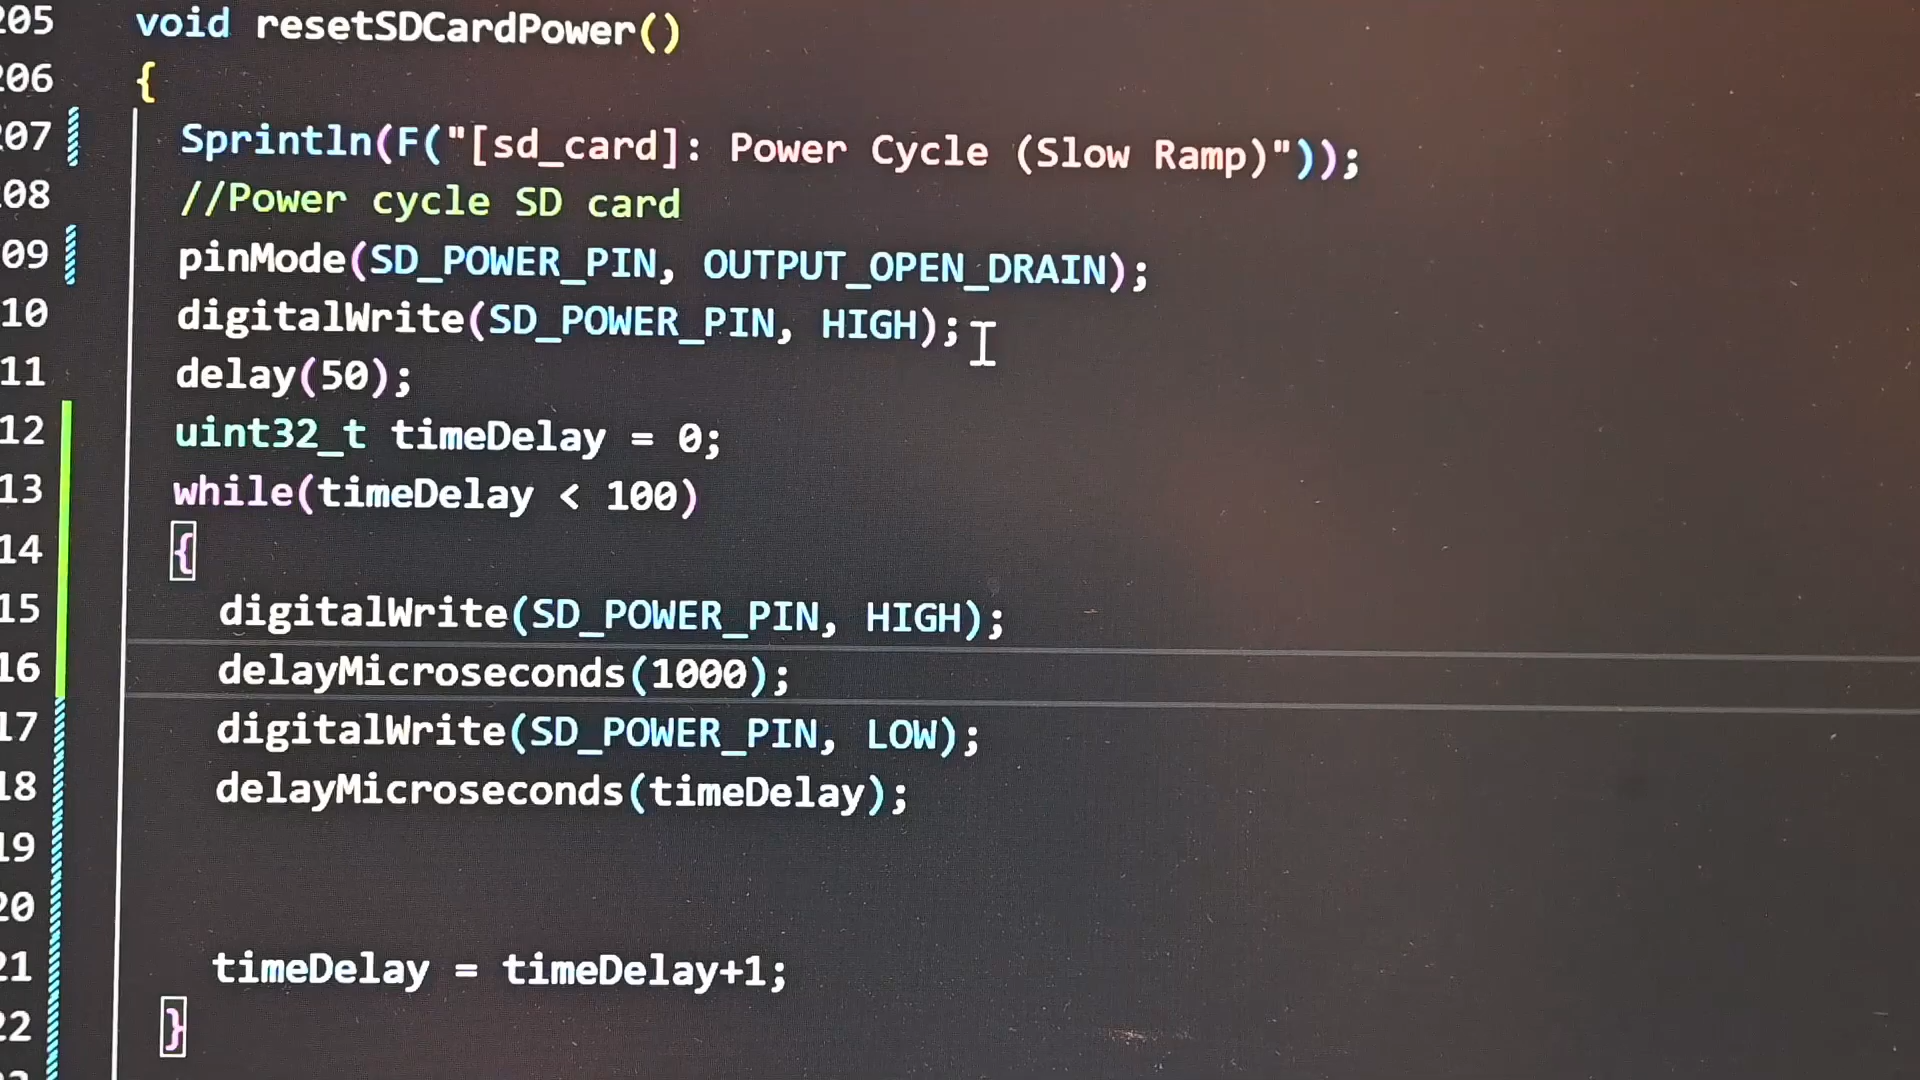 205 void resetSDCardPower()
206 {
207 Sprintln(F("[sd_card]: Power Cycle (Slow Ramp)"));
08 //Power cycle SD card
09 pinMode(SD_POWER_PIN, OUTPUT_OPEN_DRAIN);
10 digitalWrite(SD_POWER_PIN, HIGH);
11 delay(50);
12 uint32_t timeDelay = 0;
13 while(timeDelay < 100)
14 {
15 digitalWrite(SD_POWER_PIN, HIGH);
16 delayMicroseconds(1000);
17 digitalWrite(SD_POWER_PIN, LOW);
18 delayMicroseconds(timeDelay);
19
20
21 timeDelay = timeDelay+1;
22 }